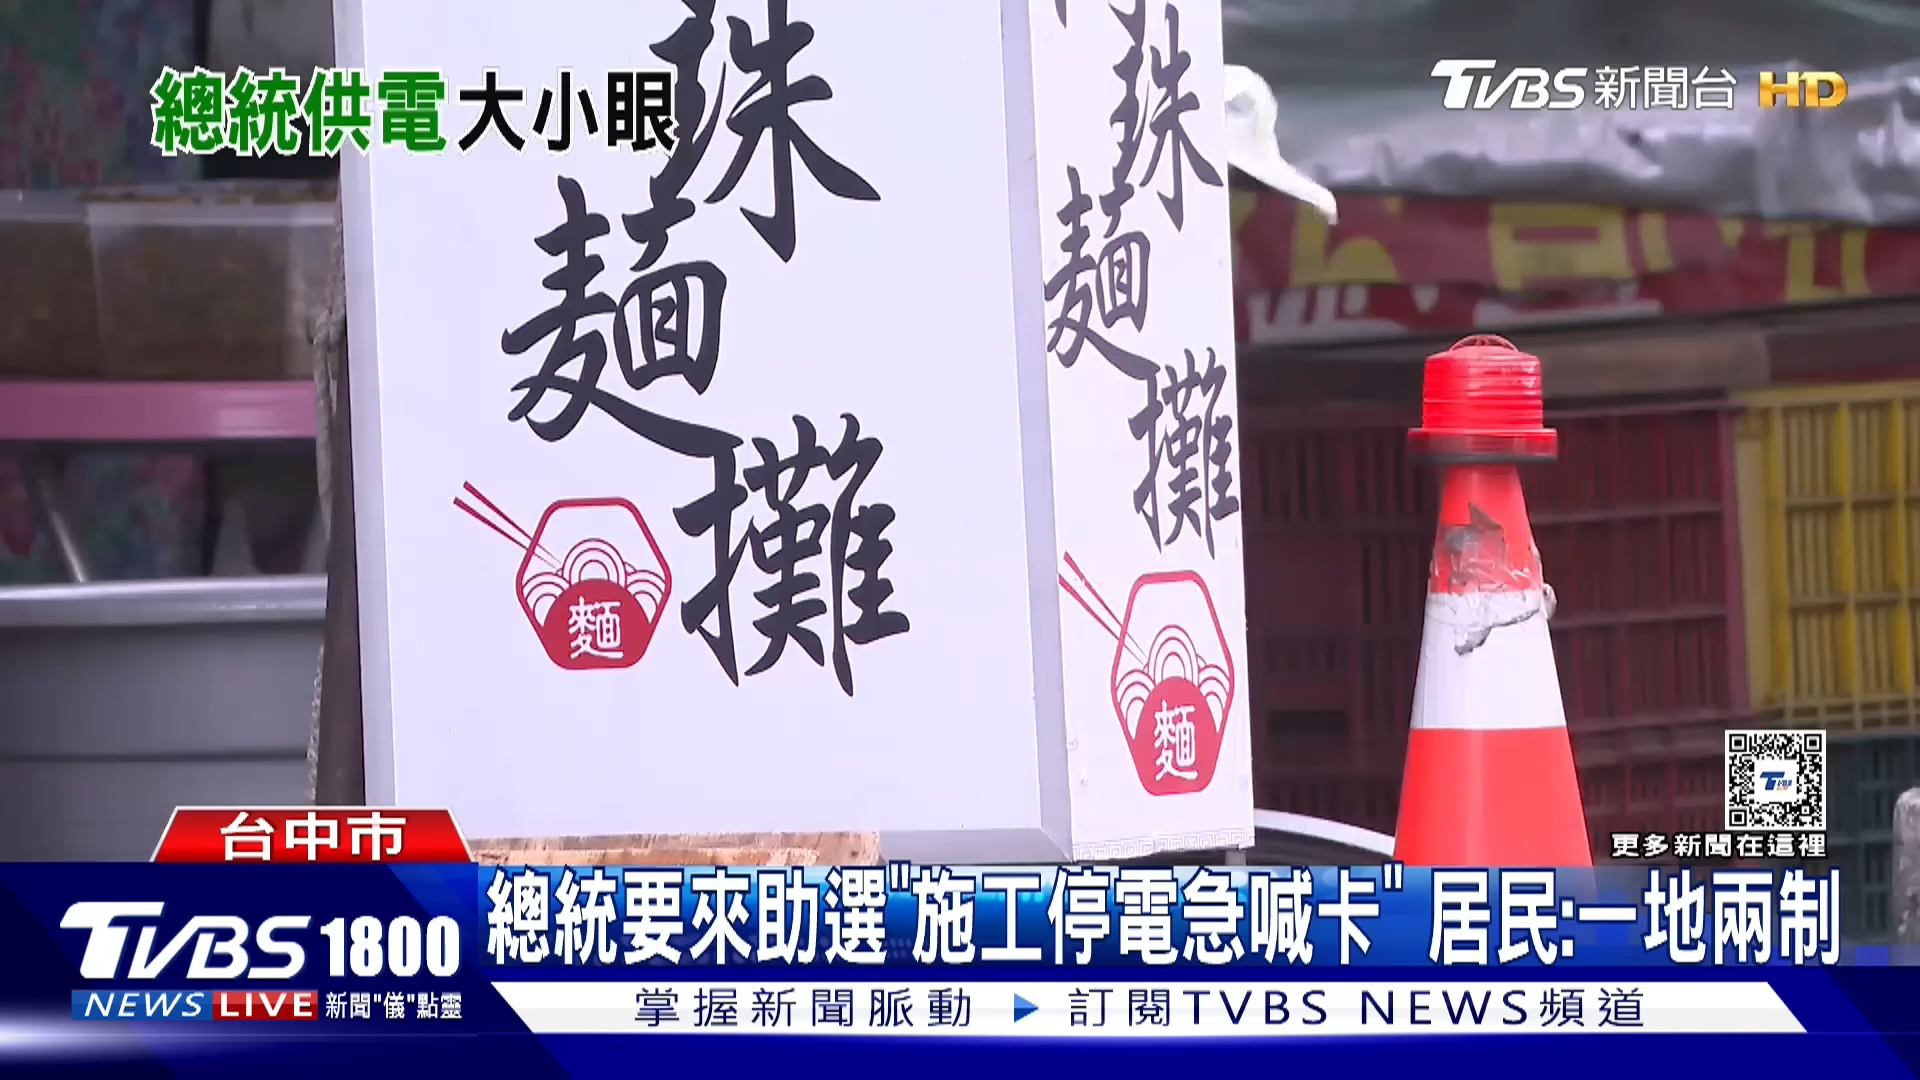 總統供電大小眼
TVBS新聞台 HD
珠麵攤
麵
珠麵攤
麵
更多新聞在這裡
台中市
總統要來助選"施工停電急喊卡" 居民:一地兩制
TVBS 1800
NEWS LIVE 新聞"儀"點靈
掌握新聞脈動 ▶ 訂閱TVBS NEWS頻道